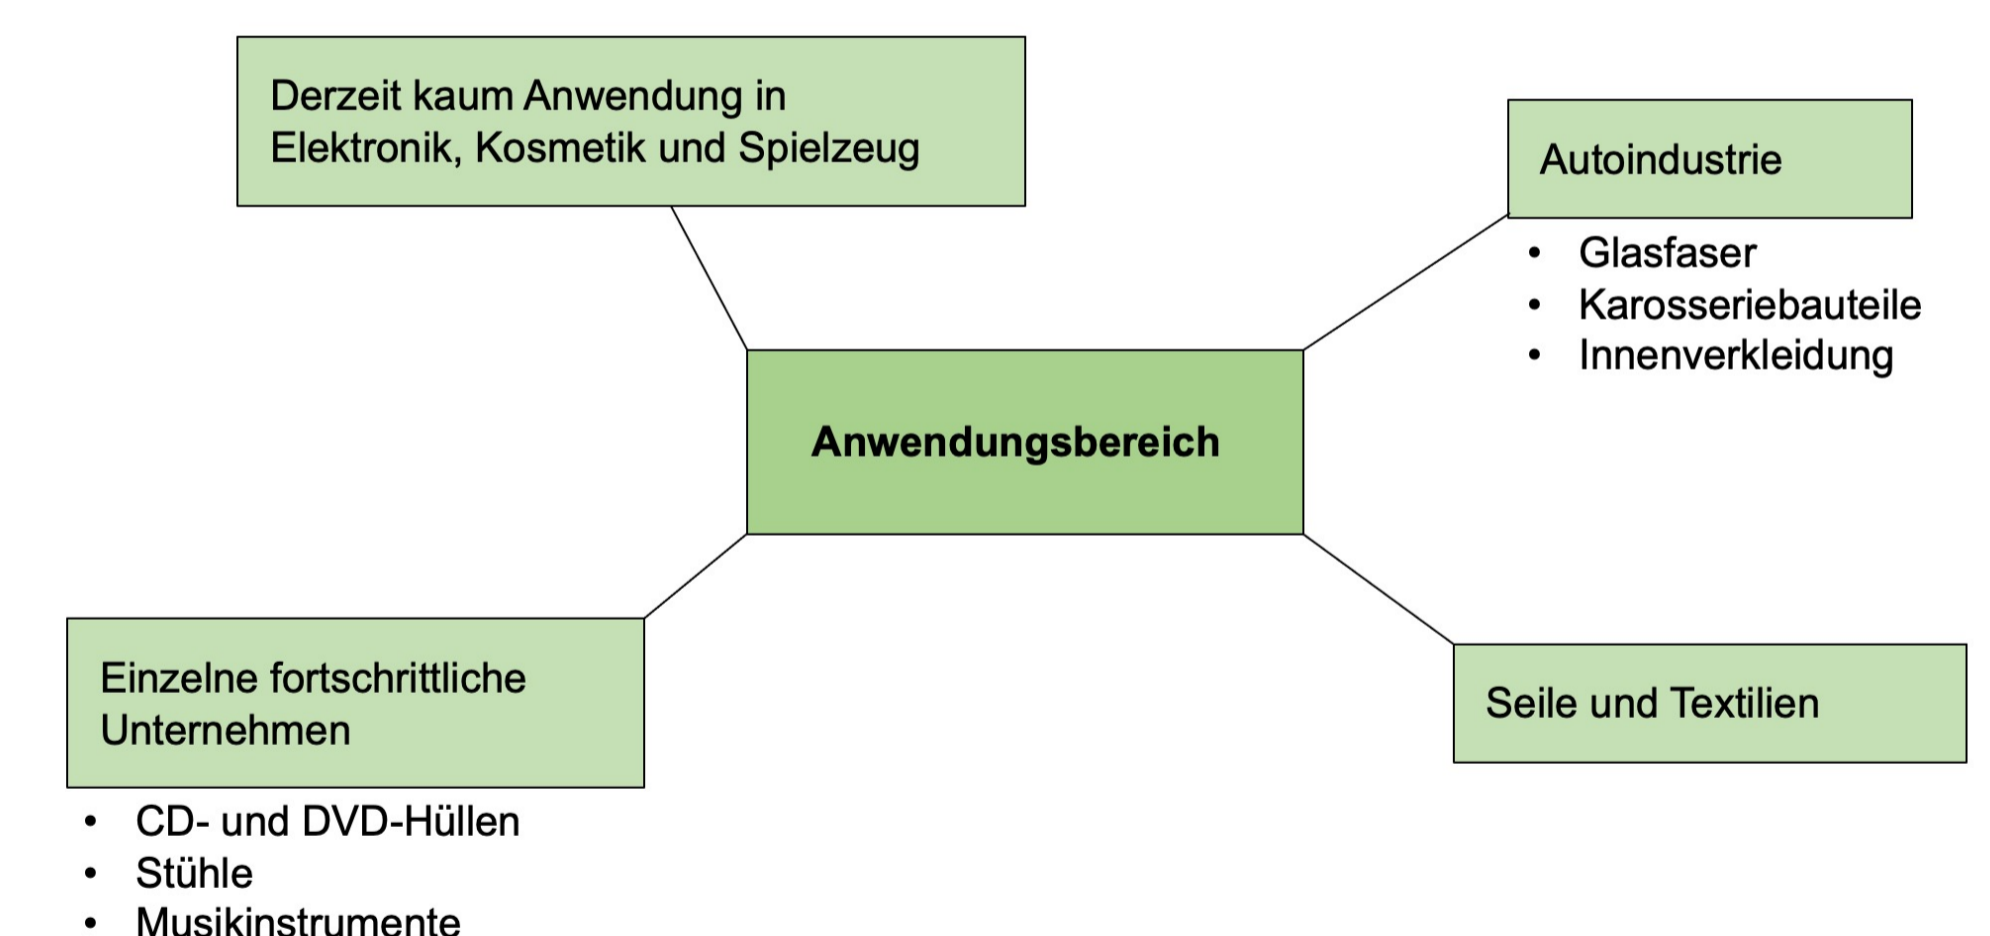 Derzeit kaum Anwendung in
Elektronik, Kosmetik und Spielzeug
Autoindustrie
• Glasfaser
• Karosseriebauteile
• Innenverkleidung
Anwendungsbereich
Einzelne fortschrittliche
Unternehmen
• CD- und DVD-Hüllen
• Stühle
• Musikinstrumente
Seile und Textilien